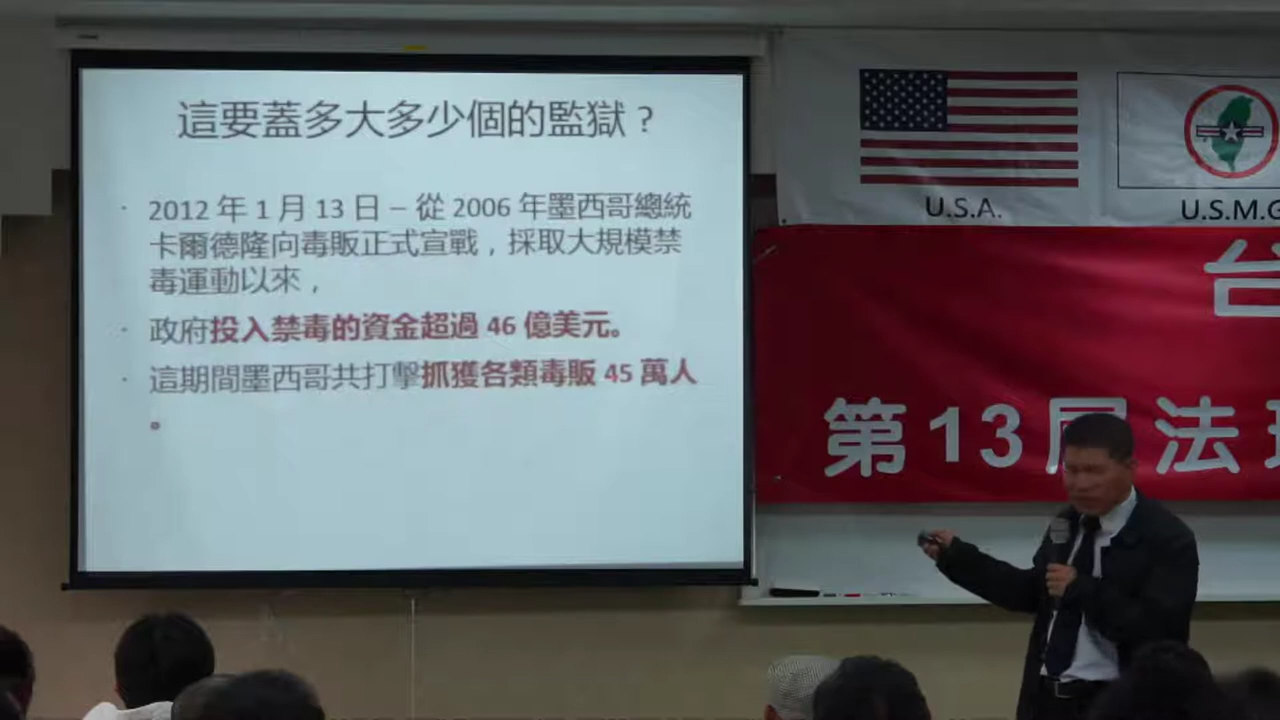 這要蓋多大多少個的監獄？
· 2012 年 1 月 13 日 – 從 2006 年墨西哥總統
卡爾德隆向毒販正式宣戰，採取大規模禁
毒運動以來，
· 政府投入禁毒的資金超過 46 億美元。
· 這期間墨西哥共打擊抓獲各類毒販 45 萬人
。
U.S.A.
U.S.M.G
台
第13屆法